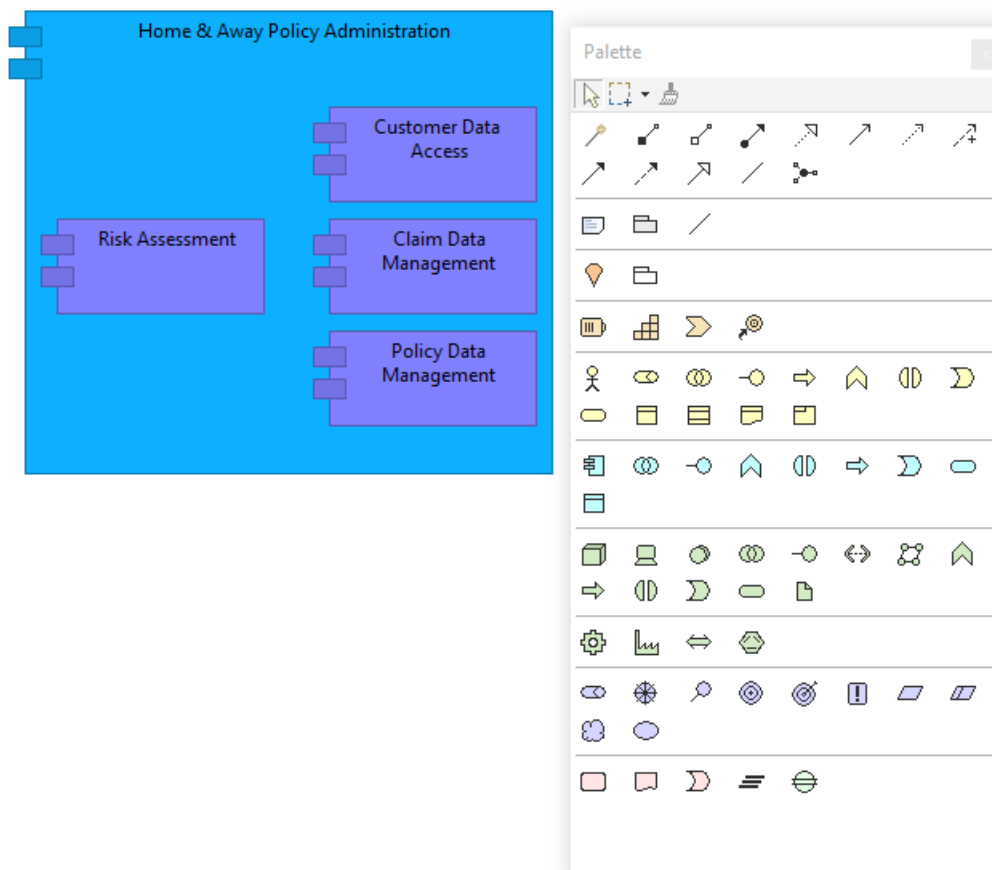 Home & Away Policy Administration
Customer Data
Access
Risk Assessment
Claim Data
Management
Policy Data
Management
Palette